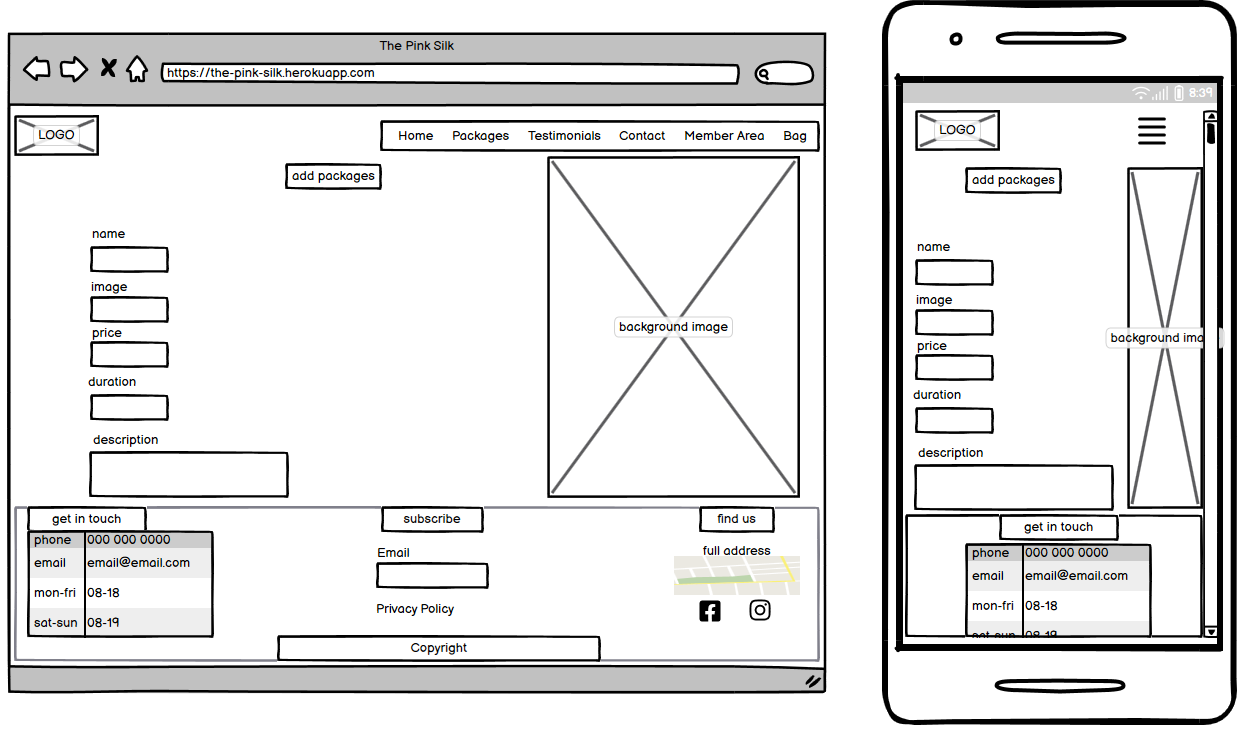 The Pink Silk
https://the-pink-silk.herokuapp.com
LOGO
Home Packages Testimonials Contact Member Area Bag
add packages
name
image
price
duration
description
background image
get in touch
phone 000 000 0000
email email@email.com
mon-fri 08-18
sat-sun 08-19
subscribe
Email
Privacy Policy
find us
full address
Copyright
8:39
LOGO
add packages
name
image
price
duration
description
background ima
get in touch
phone 000 000 0000
email email@email.com
mon-fri 08-18
sat-sun 08-19